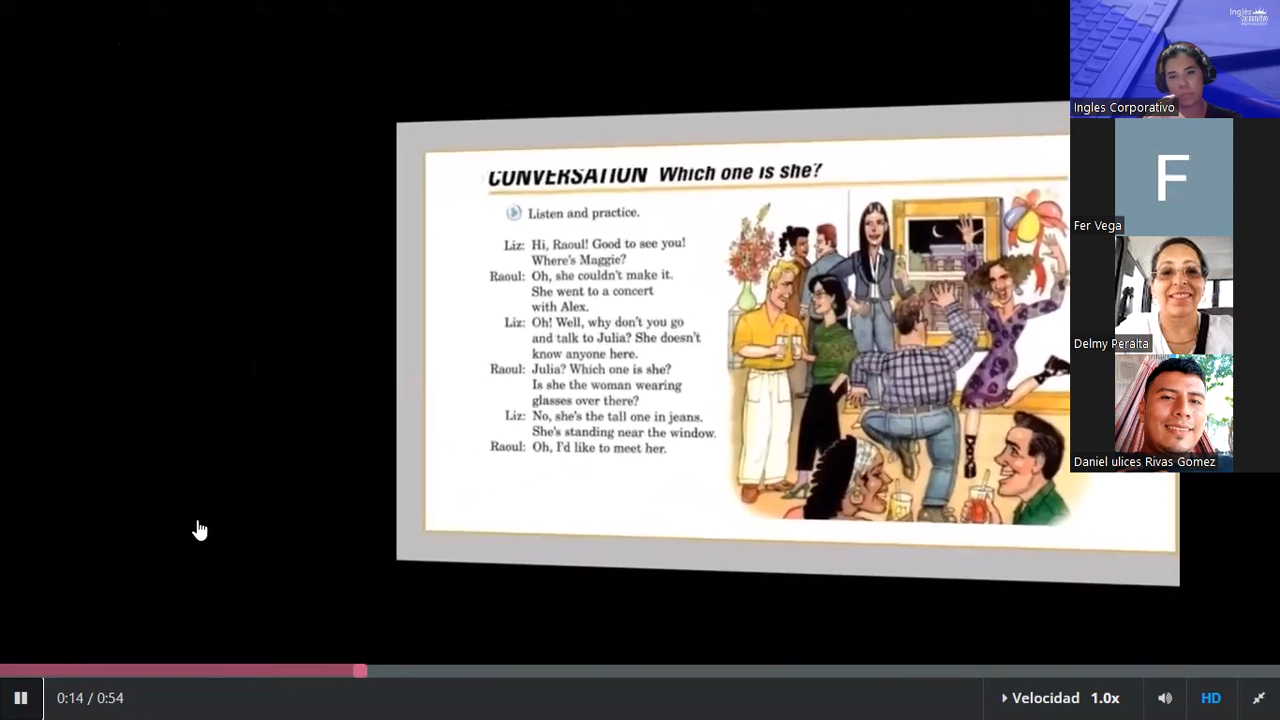 Ingles
Ingles Corporativo
F
Fer Vega
Delmy Peralta
Daniel ulices Rivas Gomez
CONVERSATION Which one is she?
Listen and practice.
Liz: Hi, Raoul! Good to see you!
Where's Maggie?
Raoul: Oh, she couldn't make it.
She went to a concert
with Alex.
Liz: Oh! Well, why don't you go
and talk to Julia? She doesn't
know anyone here.
Raoul: Julia? Which one is she?
Is she the woman wearing
glasses over there?
Liz: No, she's the tall one in jeans.
She's standing near the window.
Raoul: Oh, I'd like to meet her.
0:14 / 0:54
Velocidad 1.0x
HD